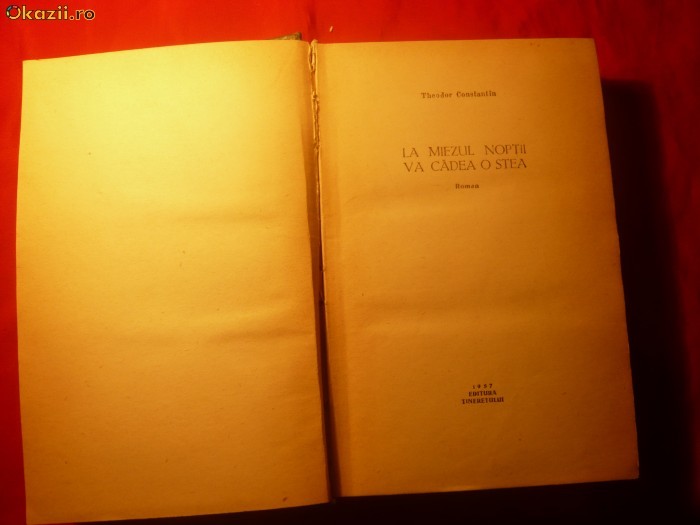 Okazii.ro
Theodor Constantin
LA MIEZUL NOPȚII
VA CĂDEA O STEA
Roman
1957
EDITURA
TINERETULUI